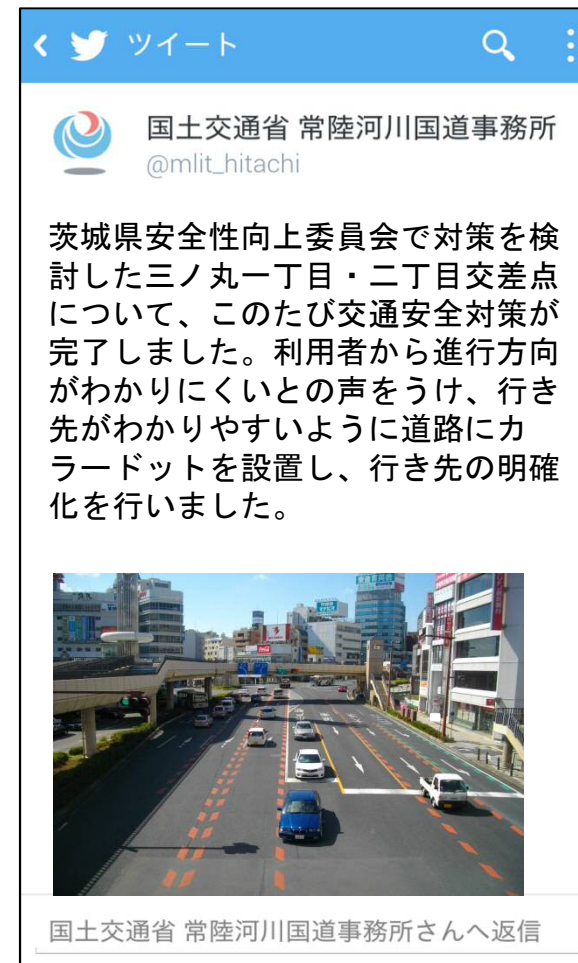 ツイート
国土交通省 常陸河川国道事務所
@mlit_hitachi
茨城県安全性向上委員会で対策を検
討した三ノ丸一丁目・二丁目交差点
について、このたび交通安全対策が
完了しました。利用者から進行方向
がわかりにくいとの声をうけ、行き
先がわかりやすいように道路にカ
ラードットを設置し、行き先の明確
化を行いました。
国土交通省 常陸河川国道事務所さんへ返信